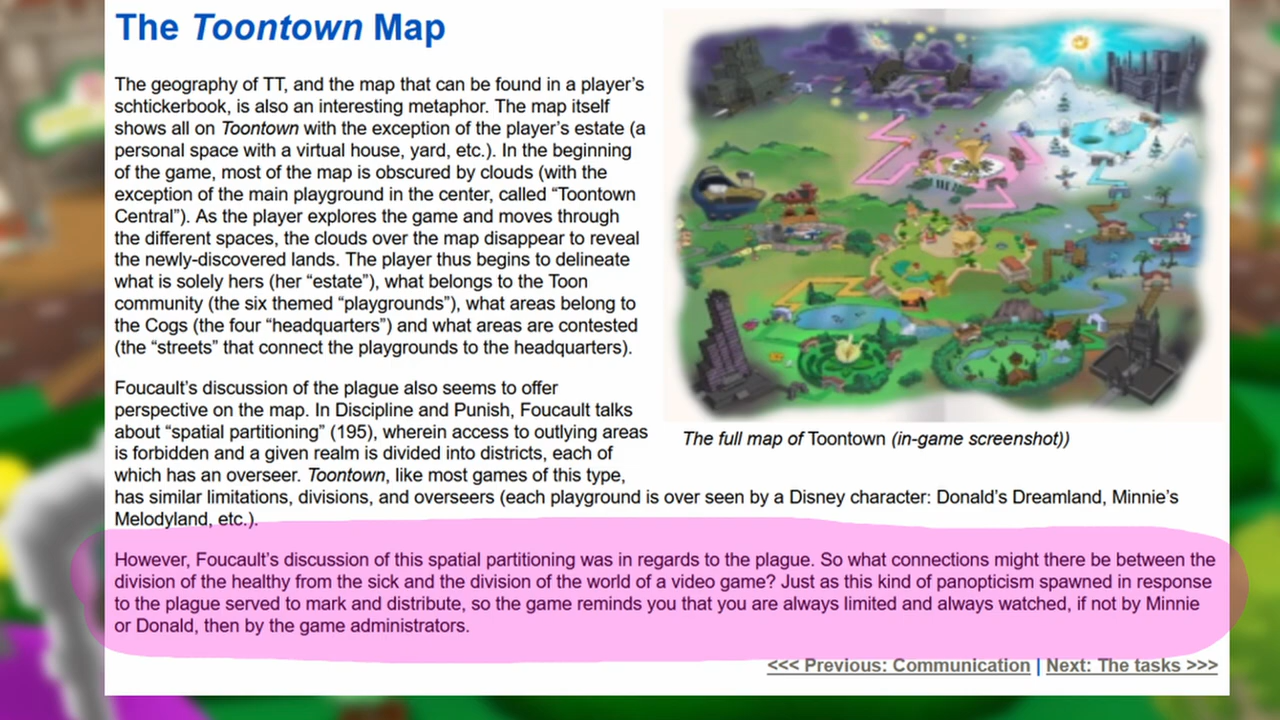 The Toontown Map
The geography of TT, and the map that can be found in a player's
schtickerbook, is also an interesting metaphor. The map itself
shows all on Toontown with the exception of the player's estate (a
personal space with a virtual house, yard, etc.). In the beginning
of the game, most of the map is obscured by clouds (with the
exception of the main playground in the center, called “Toontown
Central”). As the player explores the game and moves through
the different spaces, the clouds over the map disappear to reveal
the newly-discovered lands. The player thus begins to delineate
what is solely hers (her “estate”), what belongs to the Toon
community (the six themed “playgrounds”), what areas belong to
the Cogs (the four “headquarters”) and what areas are contested
(the “streets” that connect the playgrounds to the headquarters).
Foucault's discussion of the plague also seems to offer
perspective on the map. In Discipline and Punish, Foucault talks
about “spatial partitioning” (195), wherein access to outlying areas
is forbidden and a given realm is divided into districts, each of
which has an overseer. Toontown, like most games of this type,
has similar limitations, divisions, and overseers (each playground is over seen by a Disney character: Donald's Dreamland, Minnie's
Melodyland, etc.).
The full map of Toontown (in-game screenshot))
However, Foucault's discussion of this spatial partitioning was in regards to the plague. So what connections might there be between the
division of the healthy from the sick and the division of the world of a video game? Just as this kind of panopticism spawned in response
to the plague served to mark and distribute, so the game reminds you that you are always limited and always watched, if not by Minnie
or Donald, then by the game administrators.
<<< Previous: Communication | Next: The tasks >>>